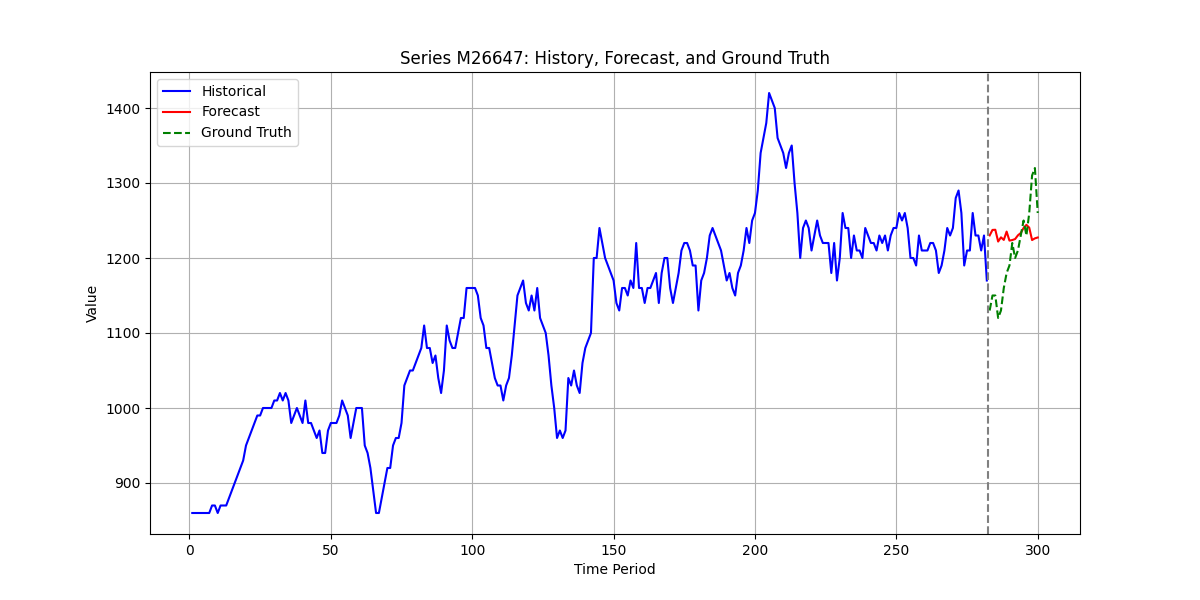 Series M26647: History, Forecast, and Ground Truth
Historical
Forecast
Ground Truth
1400
1300
1200
1100
1000
900
Value
0 50 100 150 200 250 300
Time Period